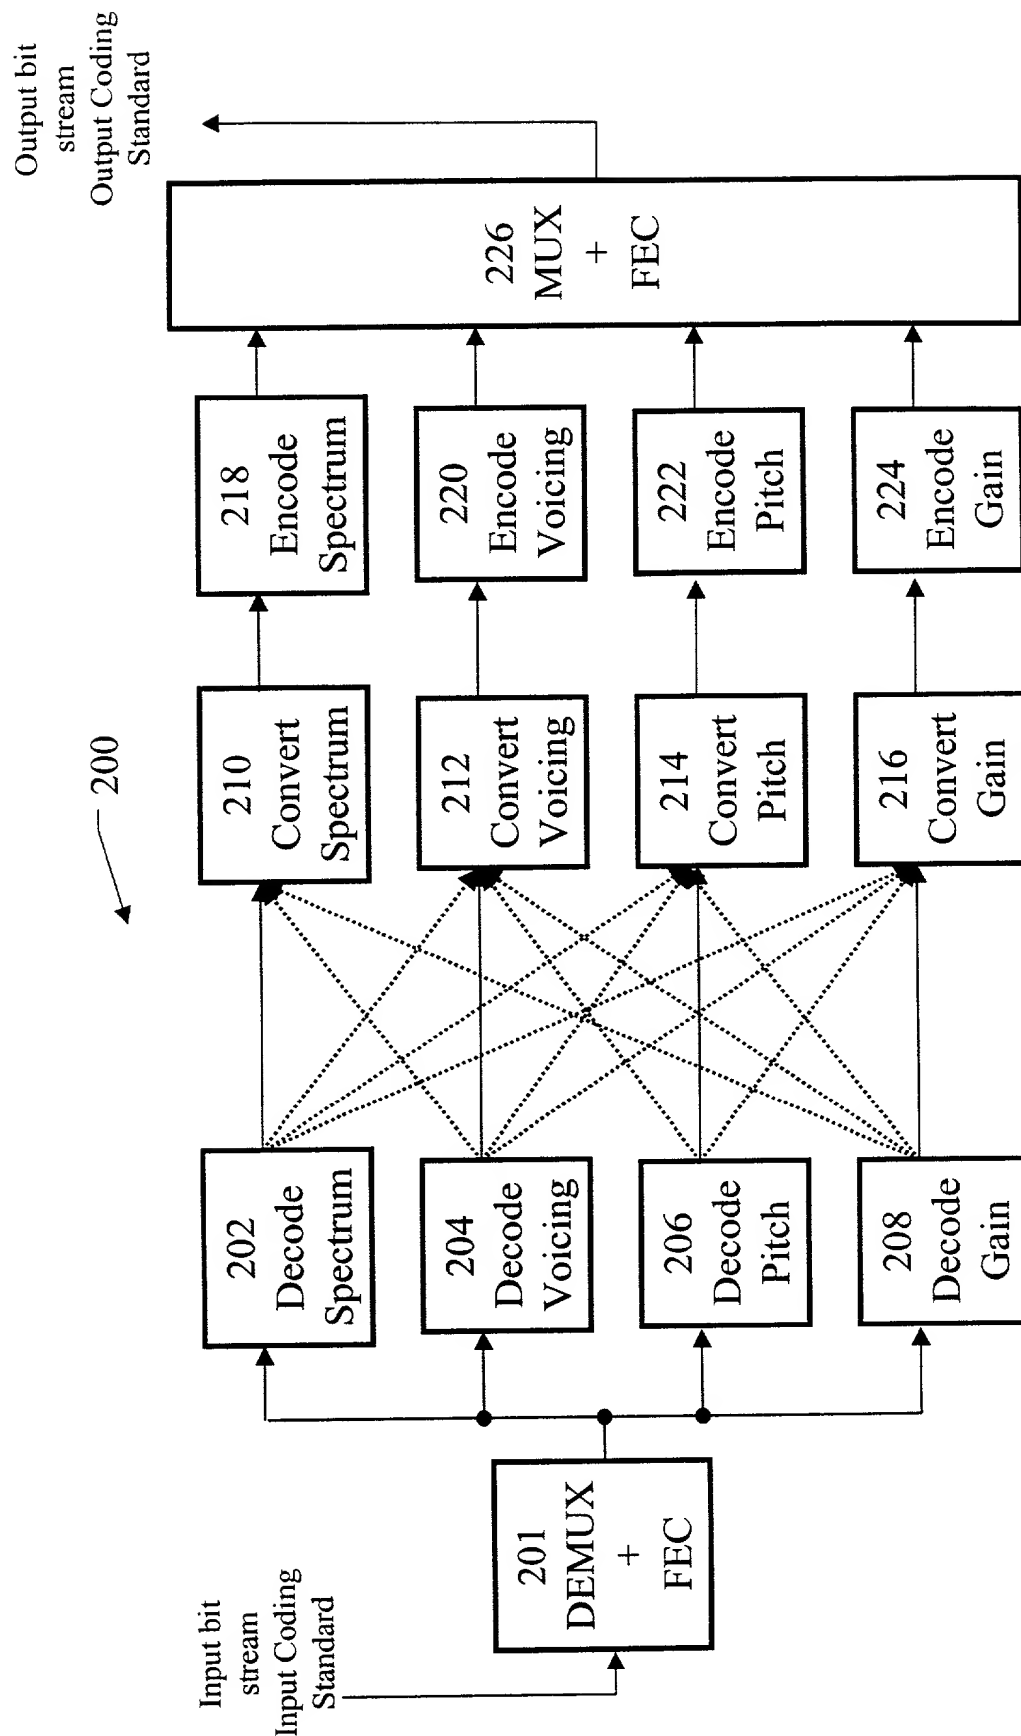 200
Input bit
stream
Input Coding
Standard
201
DEMUX
+
FEC
202
Decode
Spectrum
204
Decode
Voicing
206
Decode
Pitch
208
Decode
Gain
210
Convert
Spectrum
212
Convert
Voicing
214
Convert
Pitch
216
Convert
Gain
218
Encode
Spectrum
220
Encode
Voicing
222
Encode
Pitch
224
Encode
Gain
226
MUX
+
FEC
Output bit
stream
Output Coding
Standard